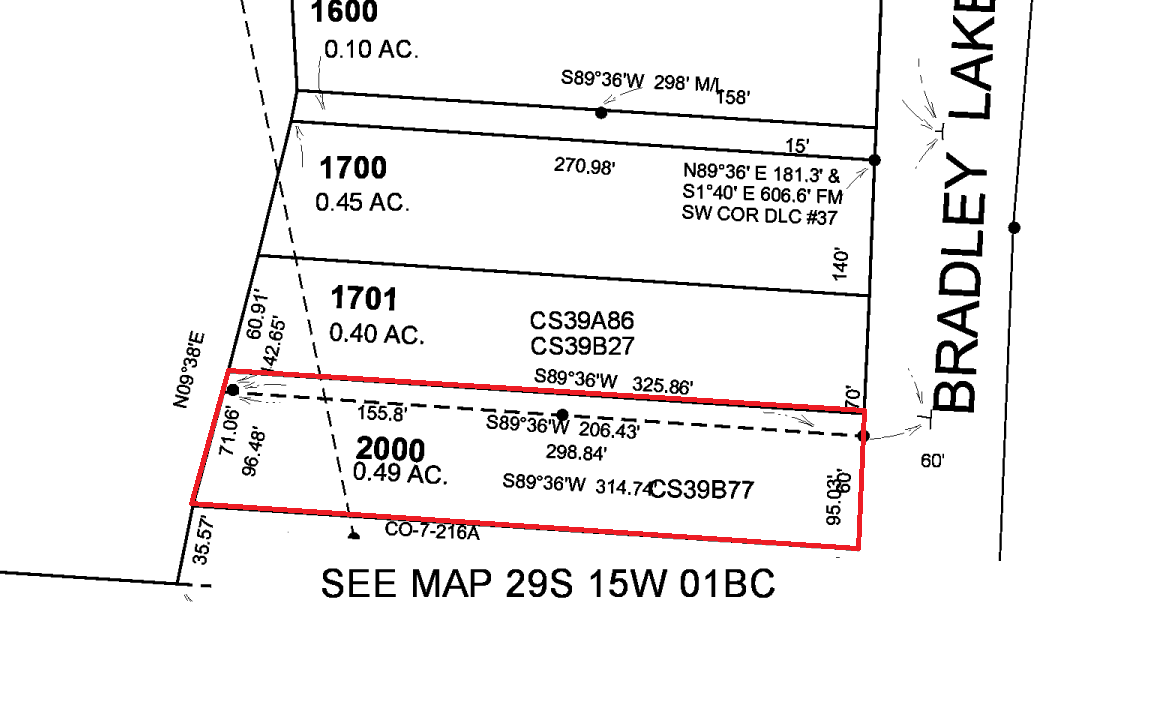 1600
0.10 AC.
S89°36'W 298' M/L
158'
15'
270.98'
1700
0.45 AC.
N89°36' E 181.3' &
S1°40' E 606.6' FM
SW COR DLC #37
140'
BRADLEY LAKE
1701
0.40 AC.
CS39A86
CS39B27
60.91'
142.65'
N09°38'E
S89°36'W 325.86'
70'
155.8'
S89°36'W 206.43'
298.84'
2000
0.49 AC.
71.06'
96.48'
S89°36'W 314.74'
CS39B77
95.03'
60'
60'
CO-7-216A
35.57'
SEE MAP 29S 15W 01BC